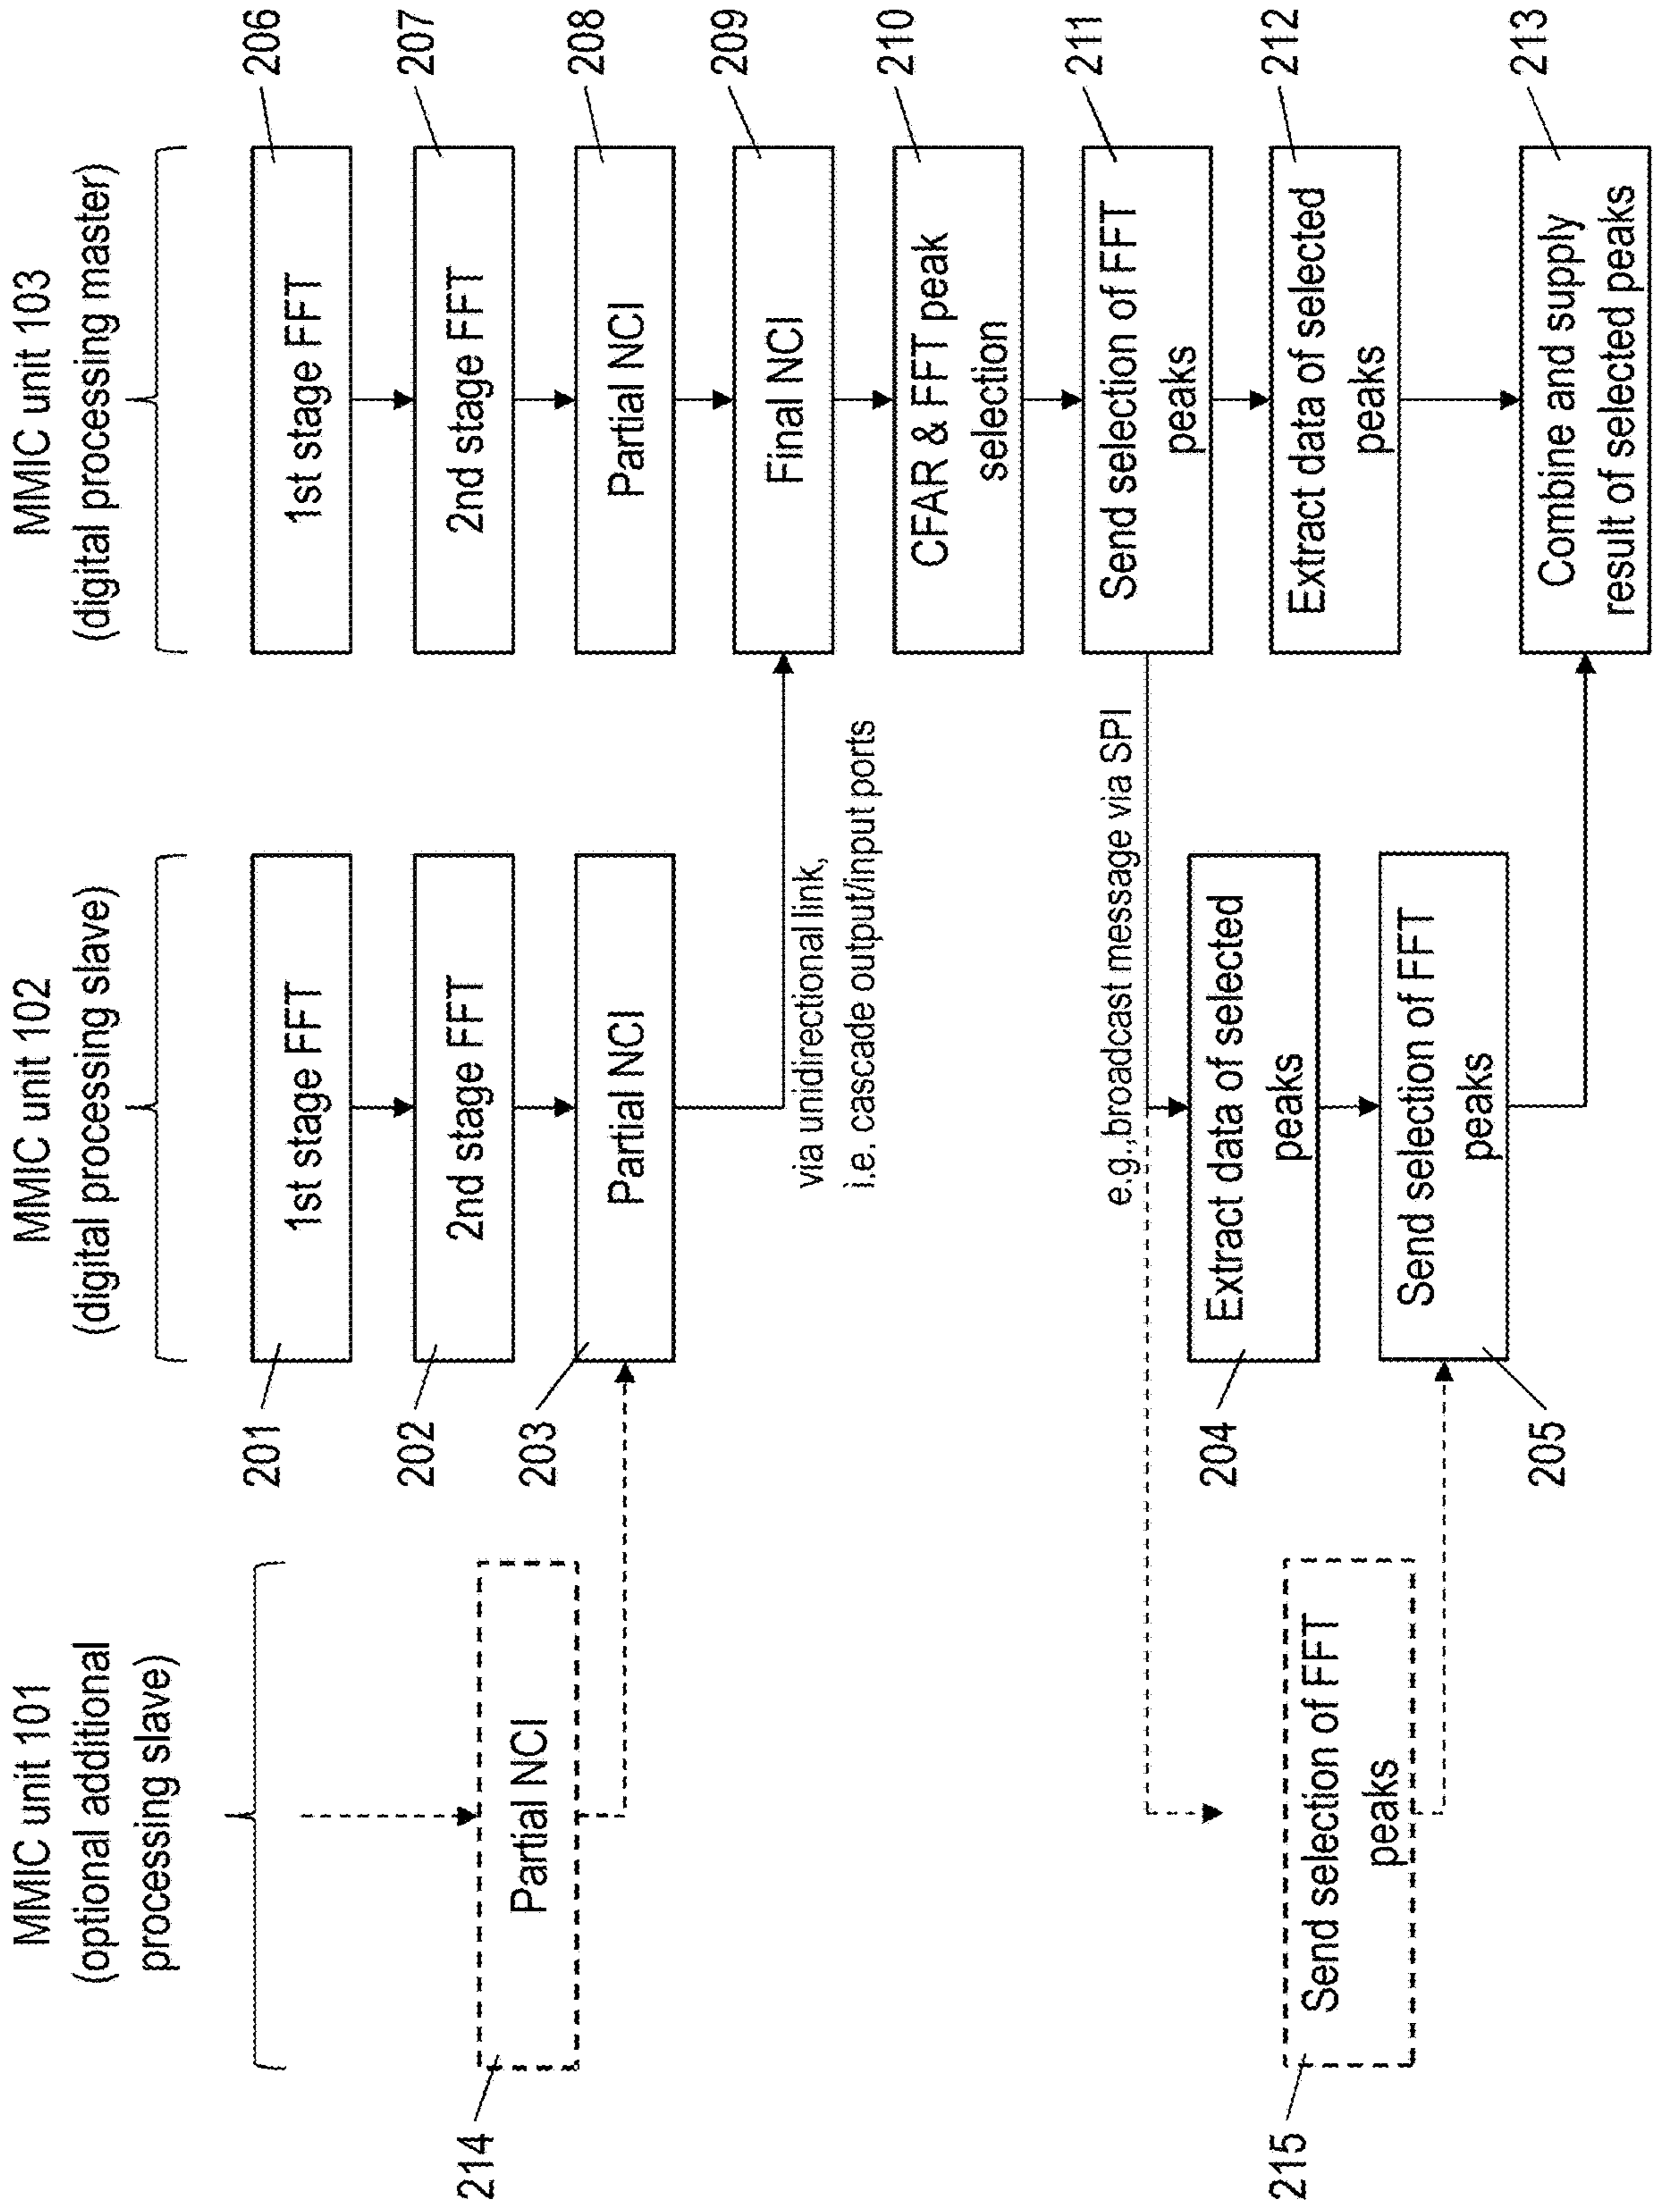 MMIC unit 101
(optional additional
processing slave)
214
Partial NCI
215
Send selection of FFT
peaks
MMIC unit 102
(digital processing slave)
201
1st stage FFT
202
2nd stage FFT
203
Partial NCI
via unidirectional link,
i.e. cascade output/input ports
e.g.,broadcast message via SPI
204
Extract data of selected
peaks
205
Send selection of FFT
peaks
MMIC unit 103
(digital processing master)
206
1st stage FFT
207
2nd stage FFT
208
Partial NCI
209
Final NCI
210
CFAR & FFT peak
selection
211
Send selection of FFT
peaks
212
Extract data of selected
peaks
213
Combine and supply
result of selected peaks